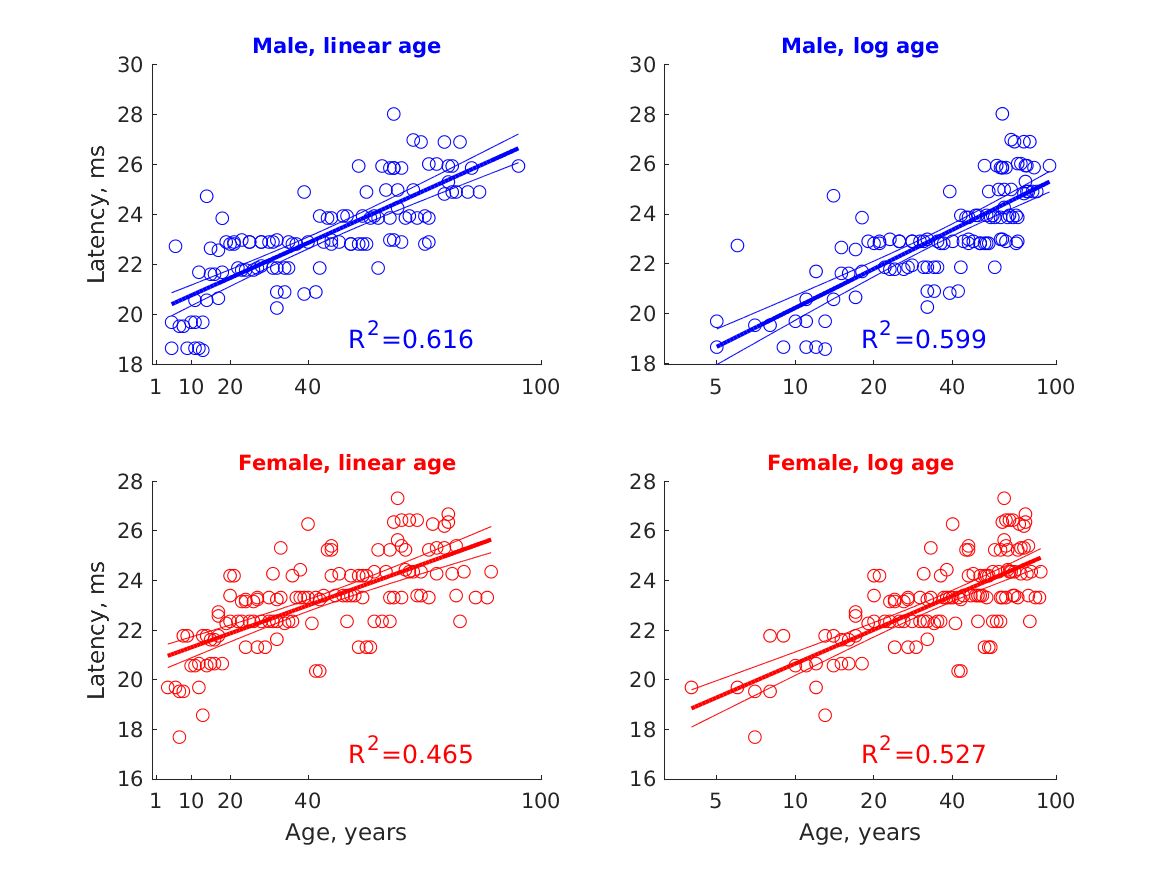 Male, linear age
30
28
26
24
22
20
18
Latency, ms
R²=0.616
1 10 20 40 100
Male, log age
30
28
26
24
22
20
18
R²=0.599
5 10 20 40 100
Female, linear age
28
26
24
22
20
18
16
Latency, ms
R²=0.465
1 10 20 40 100
Age, years
Female, log age
28
26
24
22
20
18
16
R²=0.527
5 10 20 40 100
Age, years